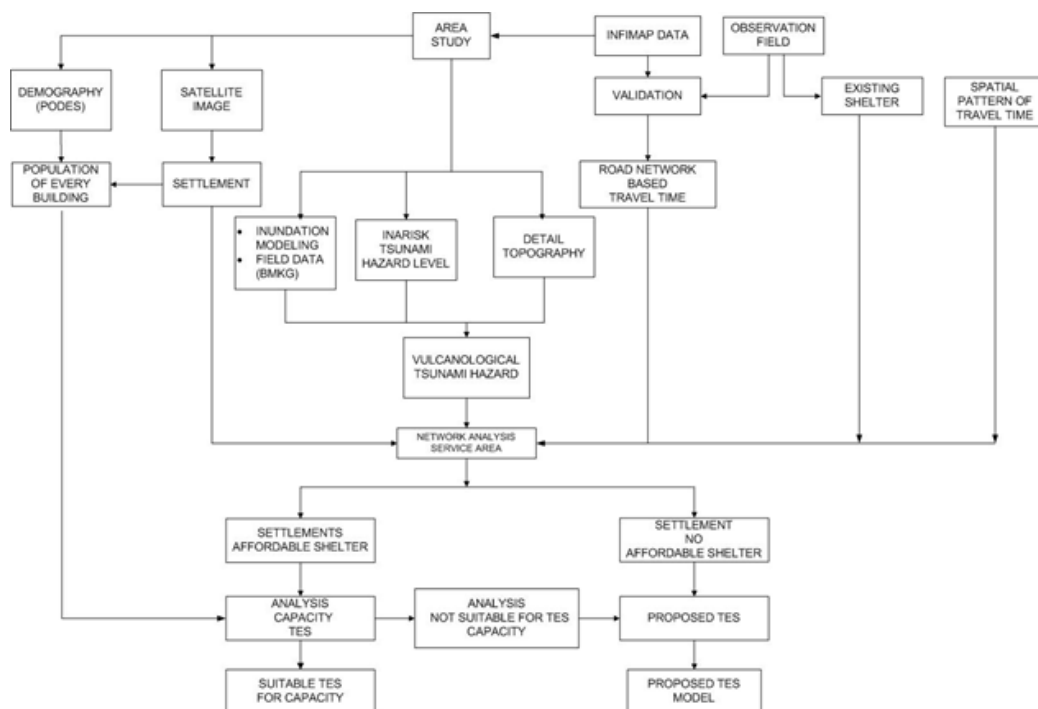 AREA
STUDY
INFIMAP DATA
OBSERVATION
FIELD
DEMOGRAPHY
(PODES)
SATELLITE
IMAGE
VALIDATION
EXISTING
SHELTER
SPATIAL
PATTERN OF
TRAVEL TIME
POPULATION
OF EVERY
BUILDING
SETTLEMENT
ROAD NETWORK
BASED
TRAVEL TIME
• INUNDATION
MODELING
• FIELD DATA
(BMKG)
INARISK
TSUNAMI
HAZARD LEVEL
DETAIL
TOPOGRAPHY
VULCANOLOGICAL
TSUNAMI HAZARD
NETWORK ANALYSIS
SERVICE AREA
SETTLEMENTS
AFFORDABLE SHELTER
SETTLEMENT
NO
AFFORDABLE SHELTER
ANALYSIS
CAPACITY
TES
ANALYSIS
NOT SUITABLE FOR TES
CAPACITY
PROPOSED TES
SUITABLE TES
FOR CAPACITY
PROPOSED TES
MODEL